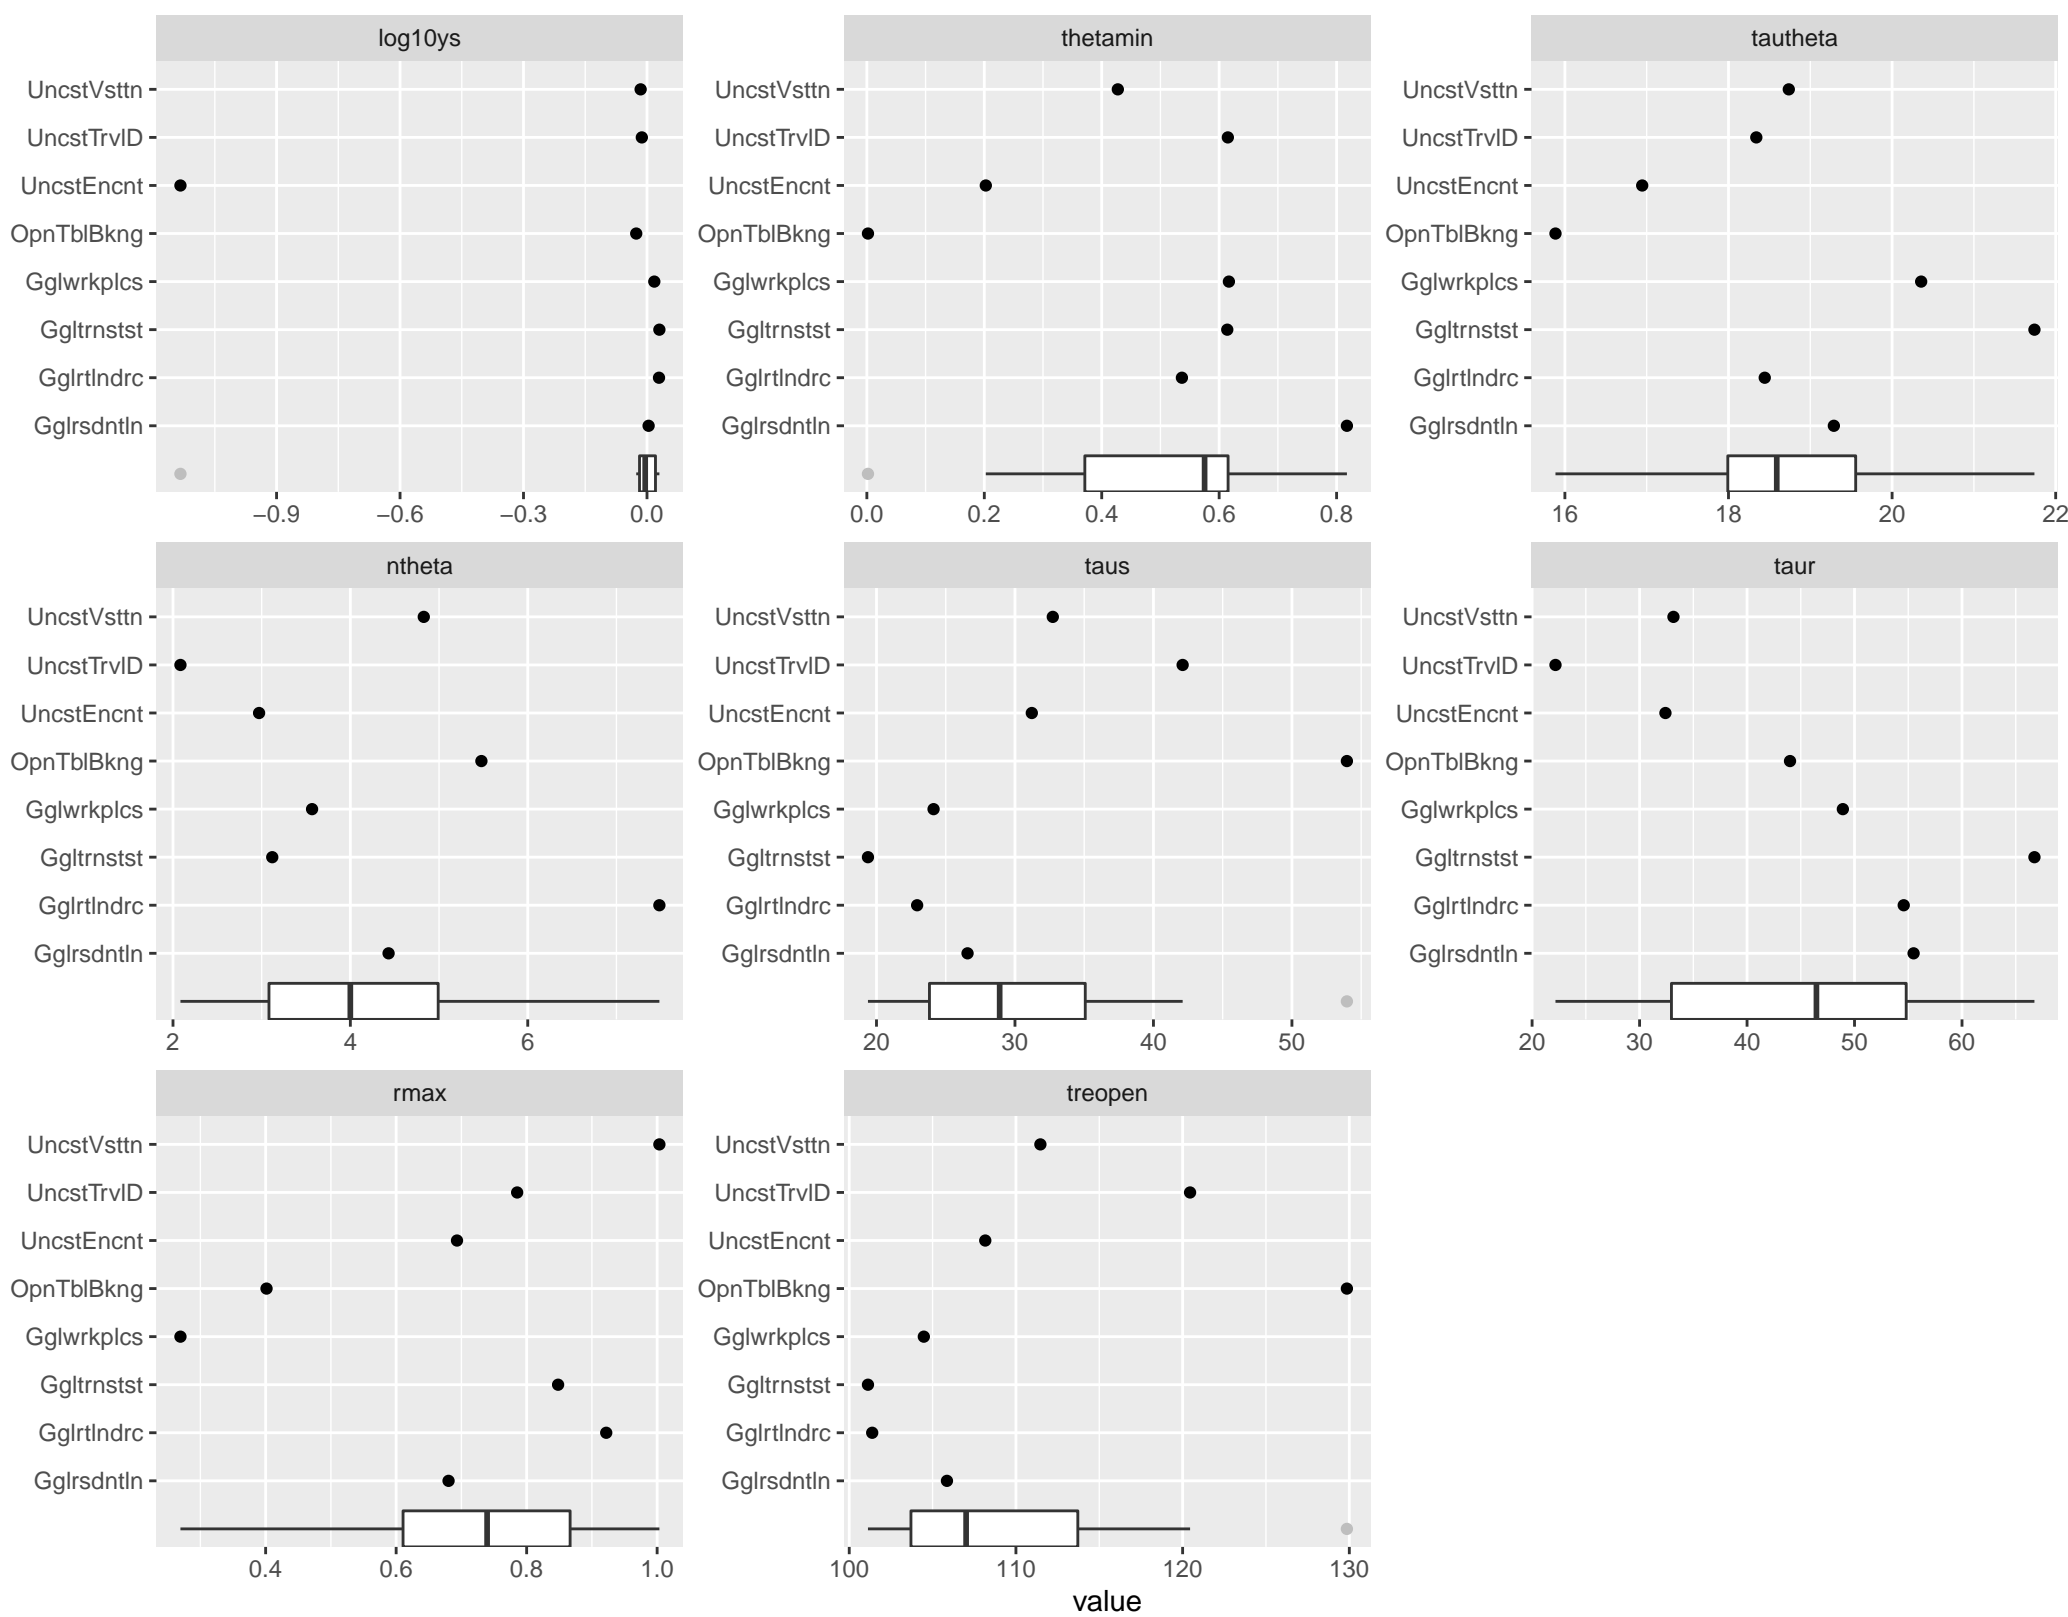 log10ys thetamin tautheta
UncstVsttn UncstVsttn UncstVsttn
UncstTrvlD UncstTrvlD UncstTrvlD
UncstEncnt UncstEncnt UncstEncnt
OpnTblBkng OpnTblBkng OpnTblBkng
Gglwrkplcs Gglwrkplcs Gglwrkplcs
Ggltrnstst Ggltrnstst Ggltrnstst
Gglrtlndrc Gglrtlndrc Gglrtlndrc
Gglrsdntln Gglrsdntln Gglrsdntln
−0.9 −0.6 −0.3 0.0 0.0 0.2 0.4 0.6 0.8 16 18 20 22
ntheta taus taur
UncstVsttn UncstVsttn UncstVsttn
UncstTrvlD UncstTrvlD UncstTrvlD
UncstEncnt UncstEncnt UncstEncnt
OpnTblBkng OpnTblBkng OpnTblBkng
Gglwrkplcs Gglwrkplcs Gglwrkplcs
Ggltrnstst Ggltrnstst Ggltrnstst
Gglrtlndrc Gglrtlndrc Gglrtlndrc
Gglrsdntln Gglrsdntln Gglrsdntln
2 4 6 20 30 40 50 20 30 40 50 60
rmax treopen
UncstVsttn UncstVsttn
UncstTrvlD UncstTrvlD
UncstEncnt UncstEncnt
OpnTblBkng OpnTblBkng
Gglwrkplcs Gglwrkplcs
Ggltrnstst Ggltrnstst
Gglrtlndrc Gglrtlndrc
Gglrsdntln Gglrsdntln
0.4 0.6 0.8 1.0 100 110 120 130
value